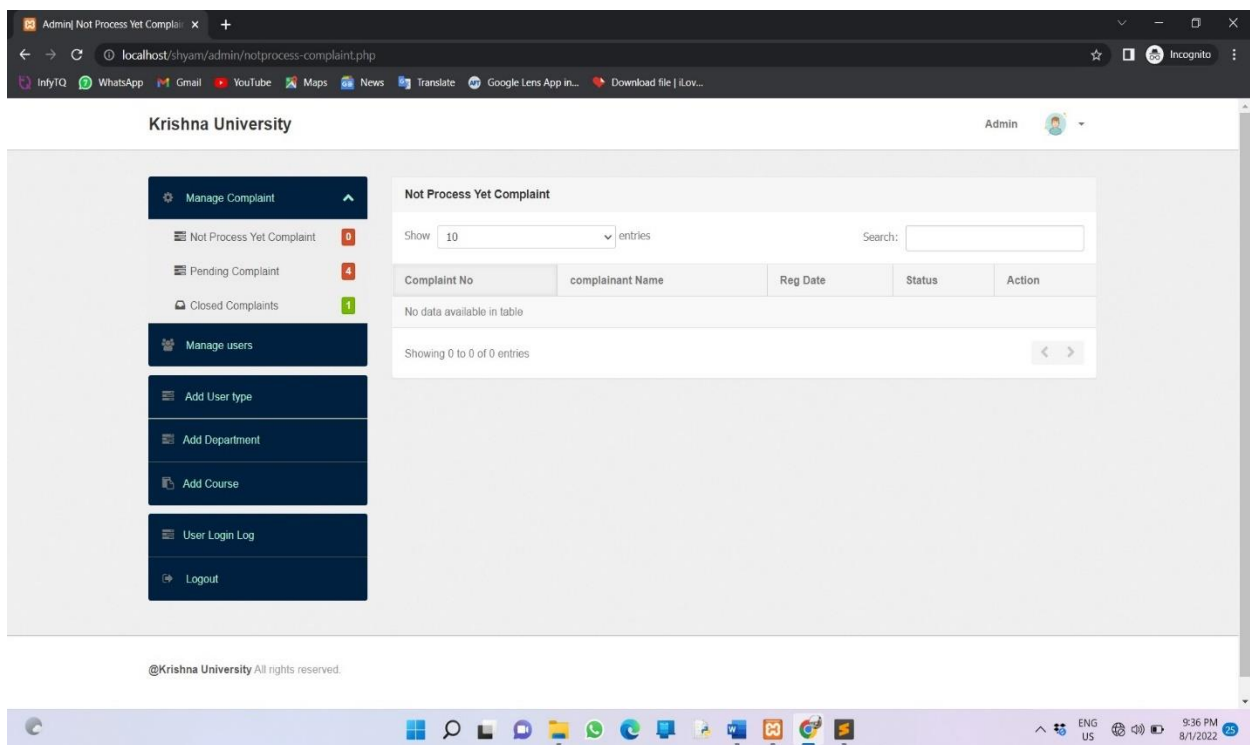 Admin| Not Process Yet Complai
localhost/shyam/admin/notprocess-complaint.php
Incognito
InfyTQ WhatsApp Gmail YouTube Maps News Translate Google Lens App in... Download file | iLov...
Krishna University
Admin
Manage Complaint
Not Process Yet Complaint 0
Pending Complaint 4
Closed Complaints 1
Manage users
Add User type
Add Department
Add Course
User Login Log
Logout
Not Process Yet Complaint
Show 10 entries
Search:
Complaint No complainant Name Reg Date Status Action
No data available in table
Showing 0 to 0 of 0 entries
@Krishna University All rights reserved.
ENG
US
9:36 PM
8/1/2022
25